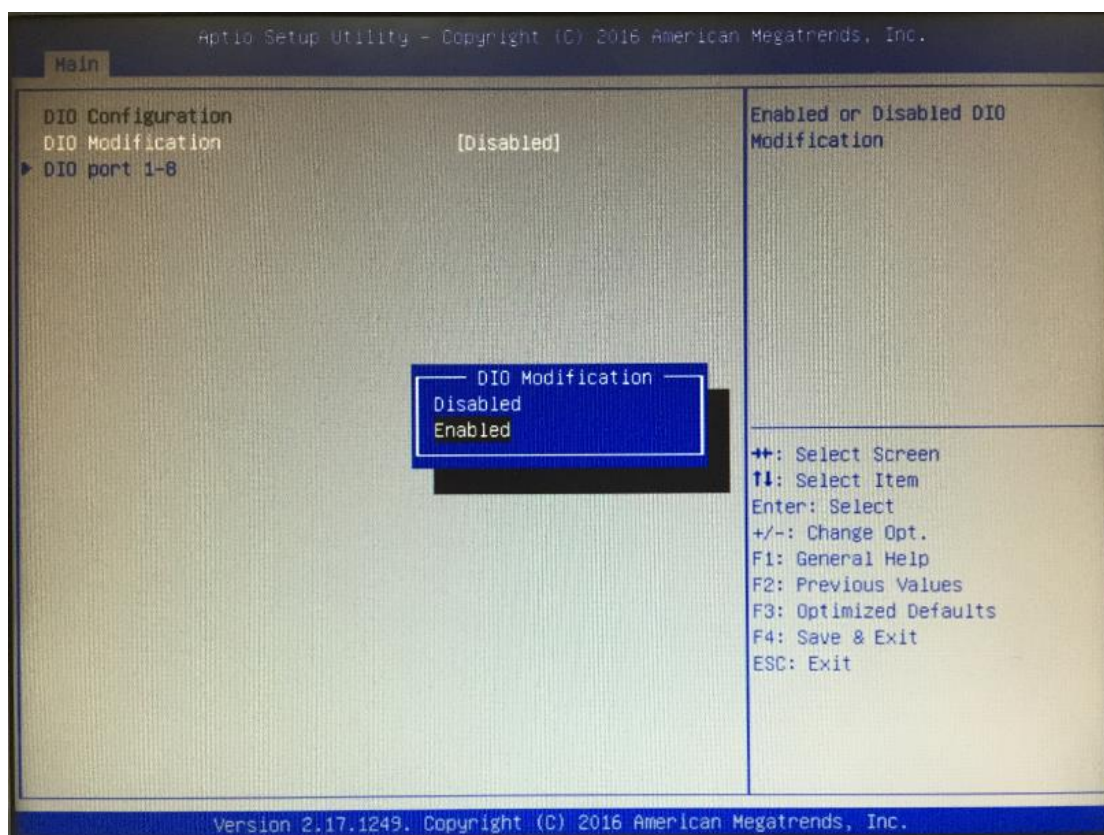 Aptio Setup Utility - Copyright (C) 2016 American Megatrends, Inc.
Main
DIO Configuration
DIO Modification [Disabled]
DIO port 1-8
Enabled or Disabled DIO
Modification
DIO Modification
Disabled
Enabled
→←: Select Screen
↑↓: Select Item
Enter: Select
+/-: Change Opt.
F1: General Help
F2: Previous Values
F3: Optimized Defaults
F4: Save & Exit
ESC: Exit
Version 2.17.1249. Copyright (C) 2016 American Megatrends, Inc.